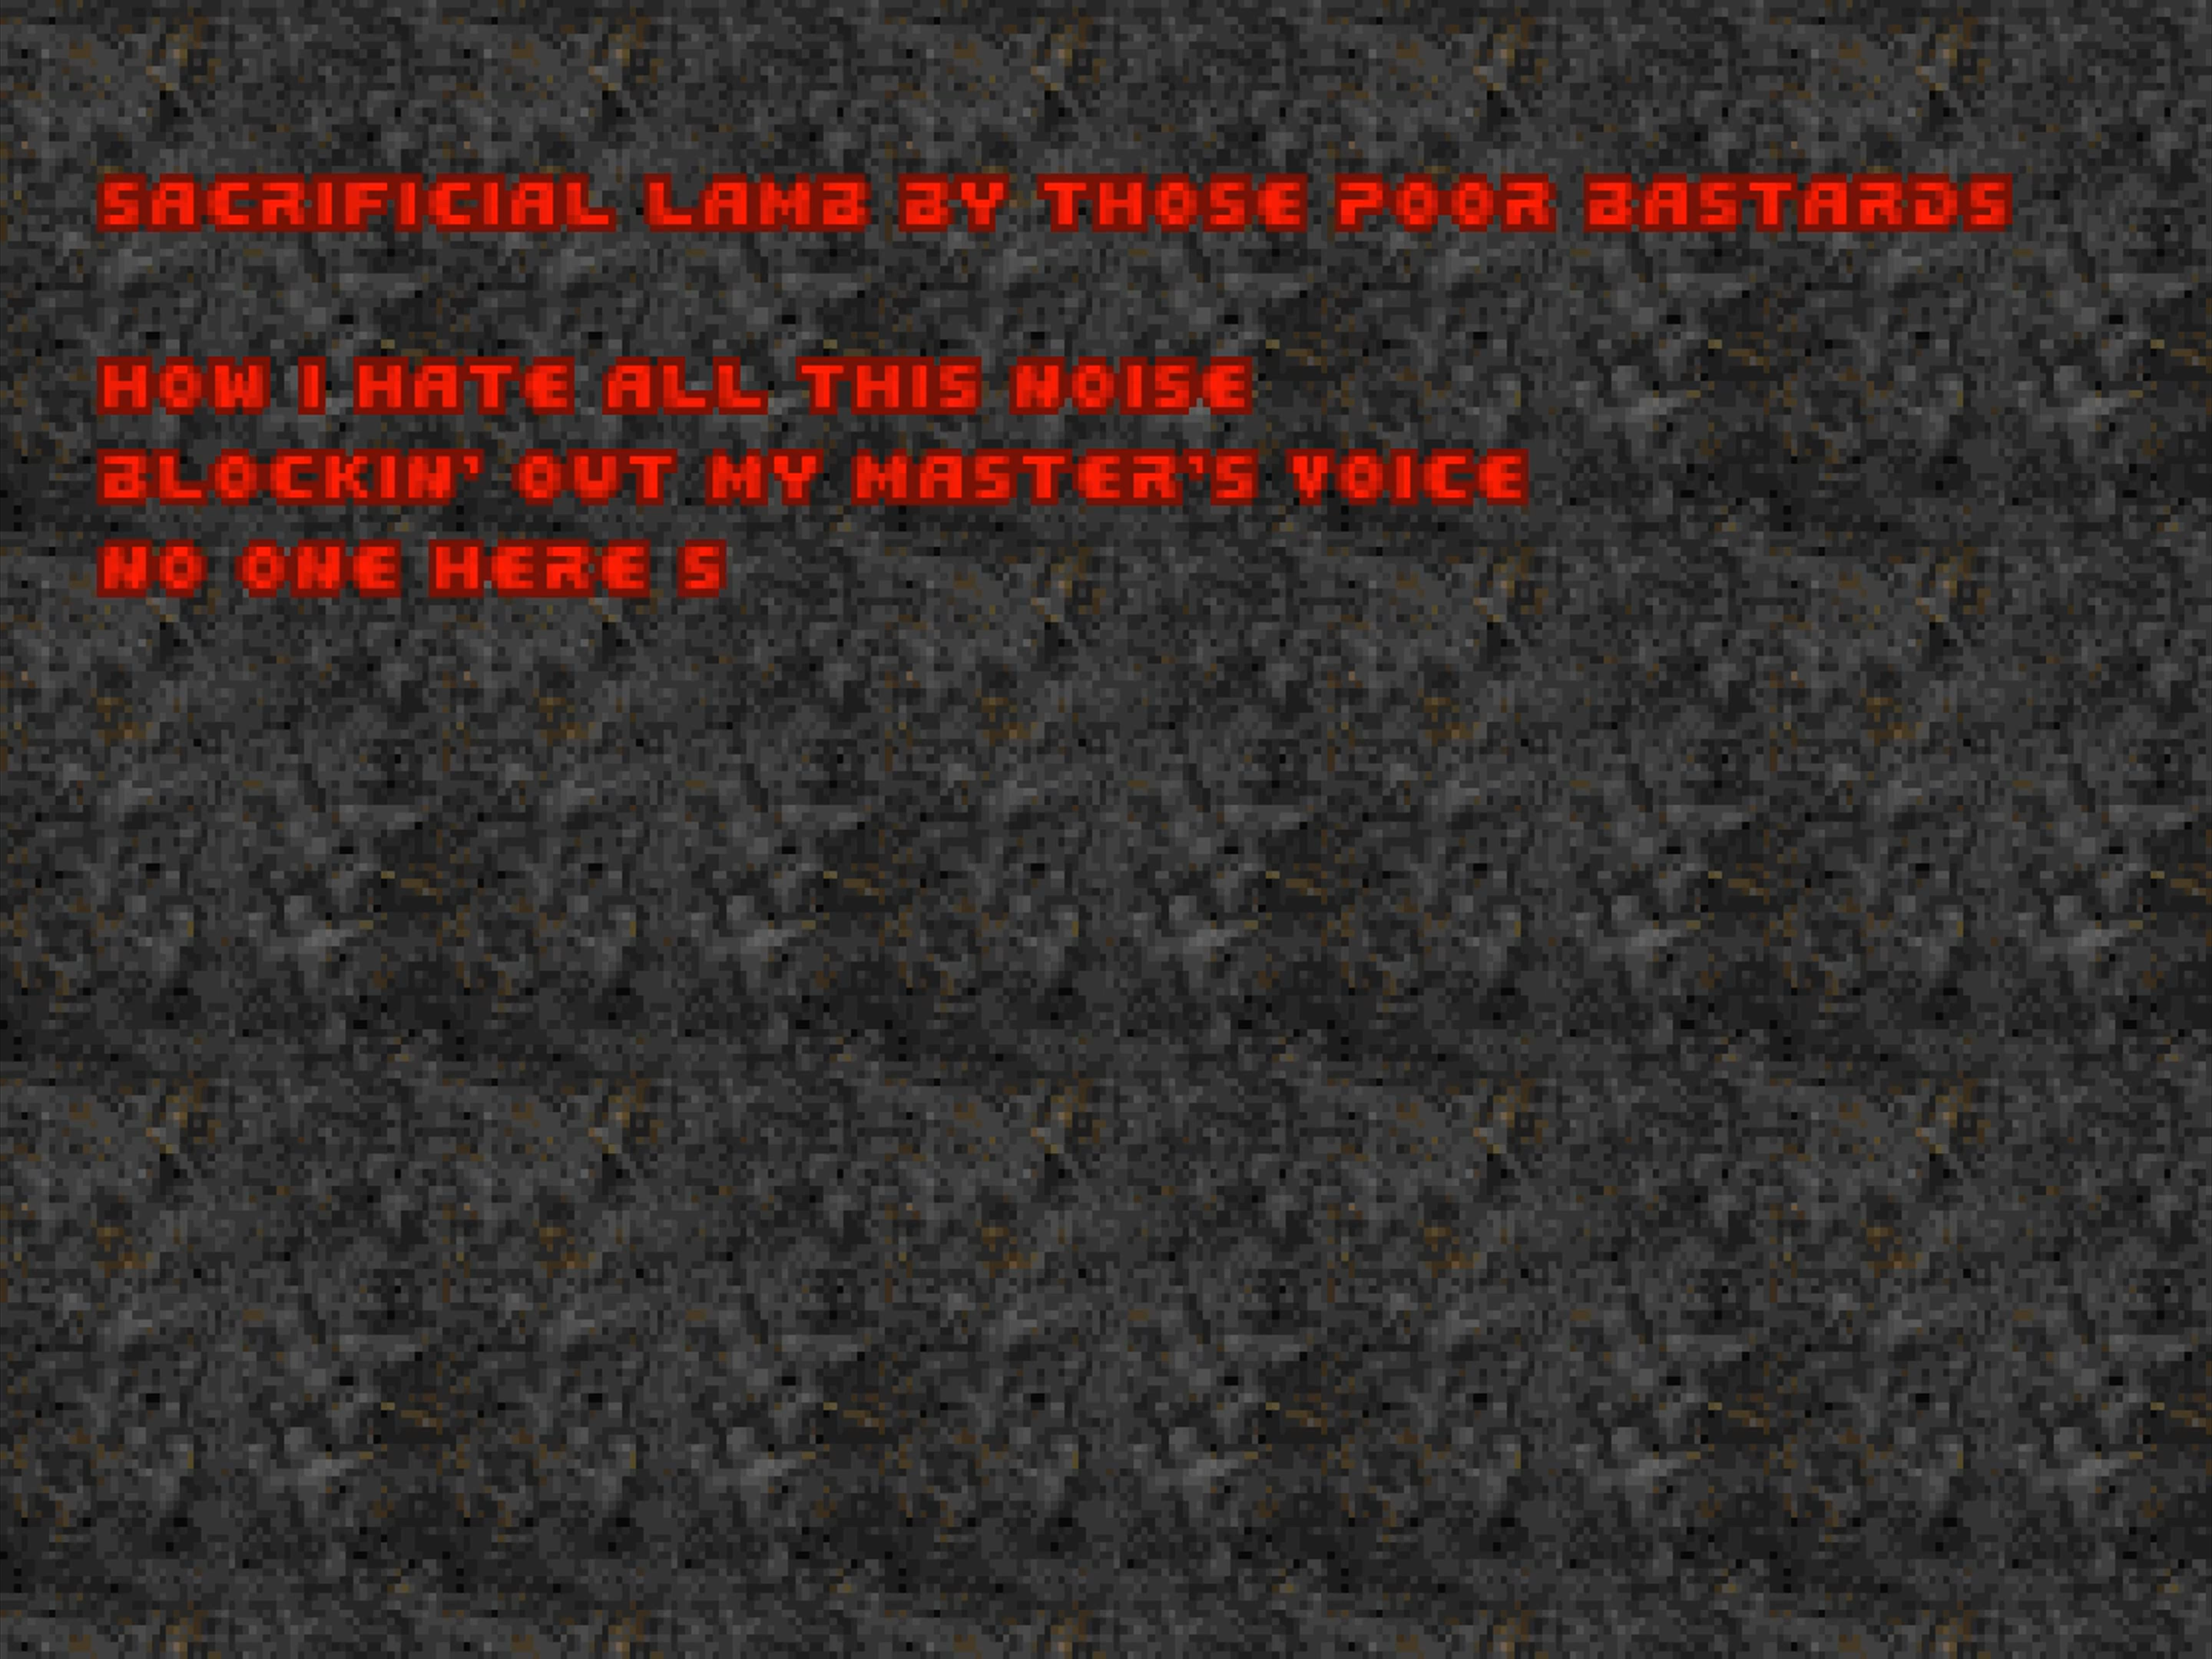 SACRIFICIAL LAMB BY THOSE POOR BASTARDS
HOW I HATE ALL THIS NOISE
BLOCKIN' OUT MY MASTER'S VOICE
NO ONE HERE S